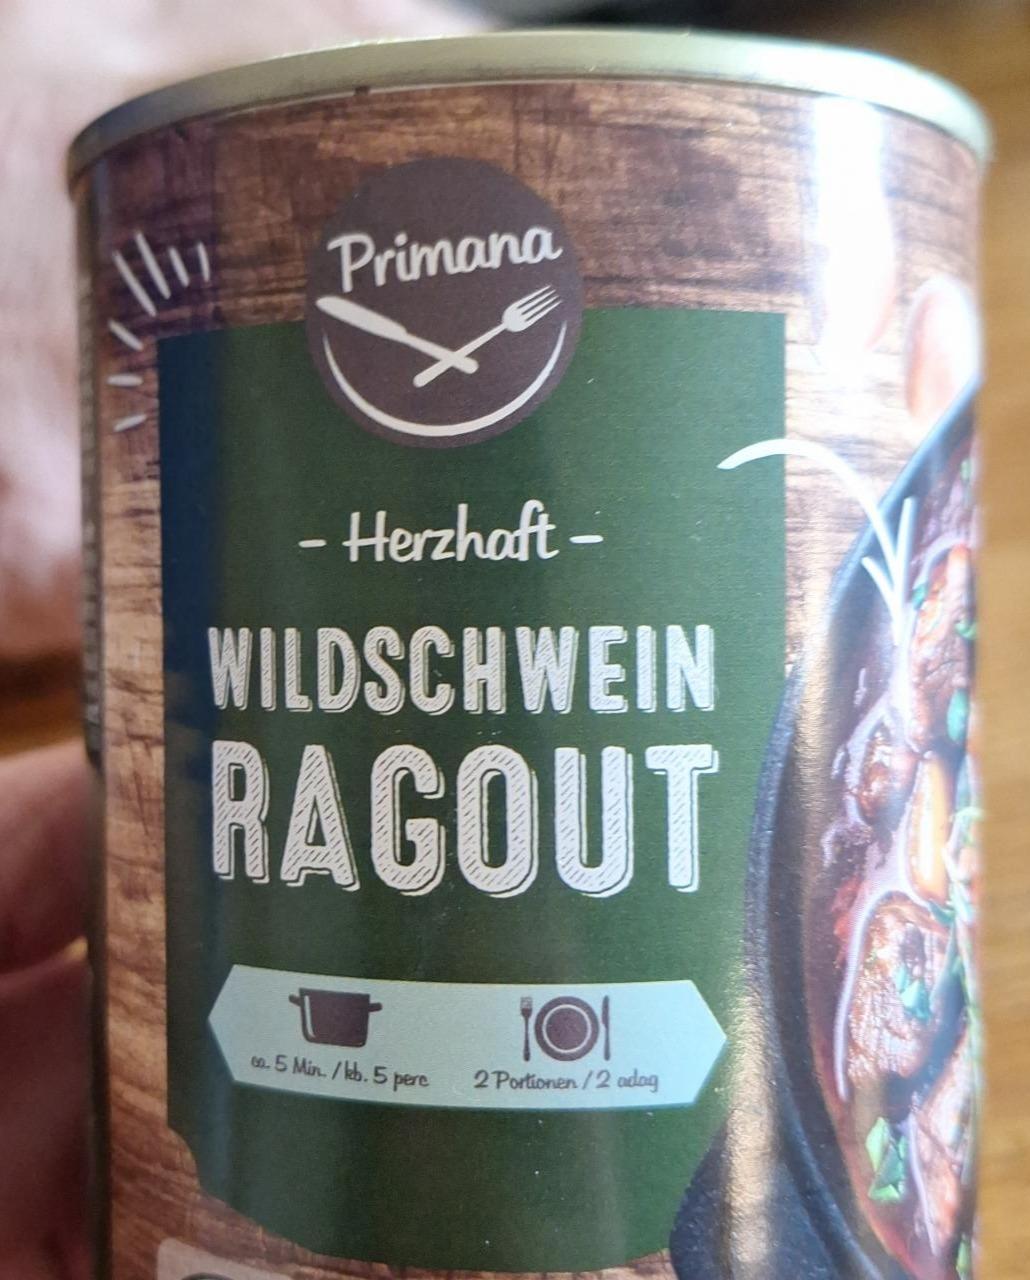 Primana
- Herzhaft -
WILDSCHWEIN
RAGOUT
ca. 5 Min. / kb. 5 perc
2 Portionen / 2 adag